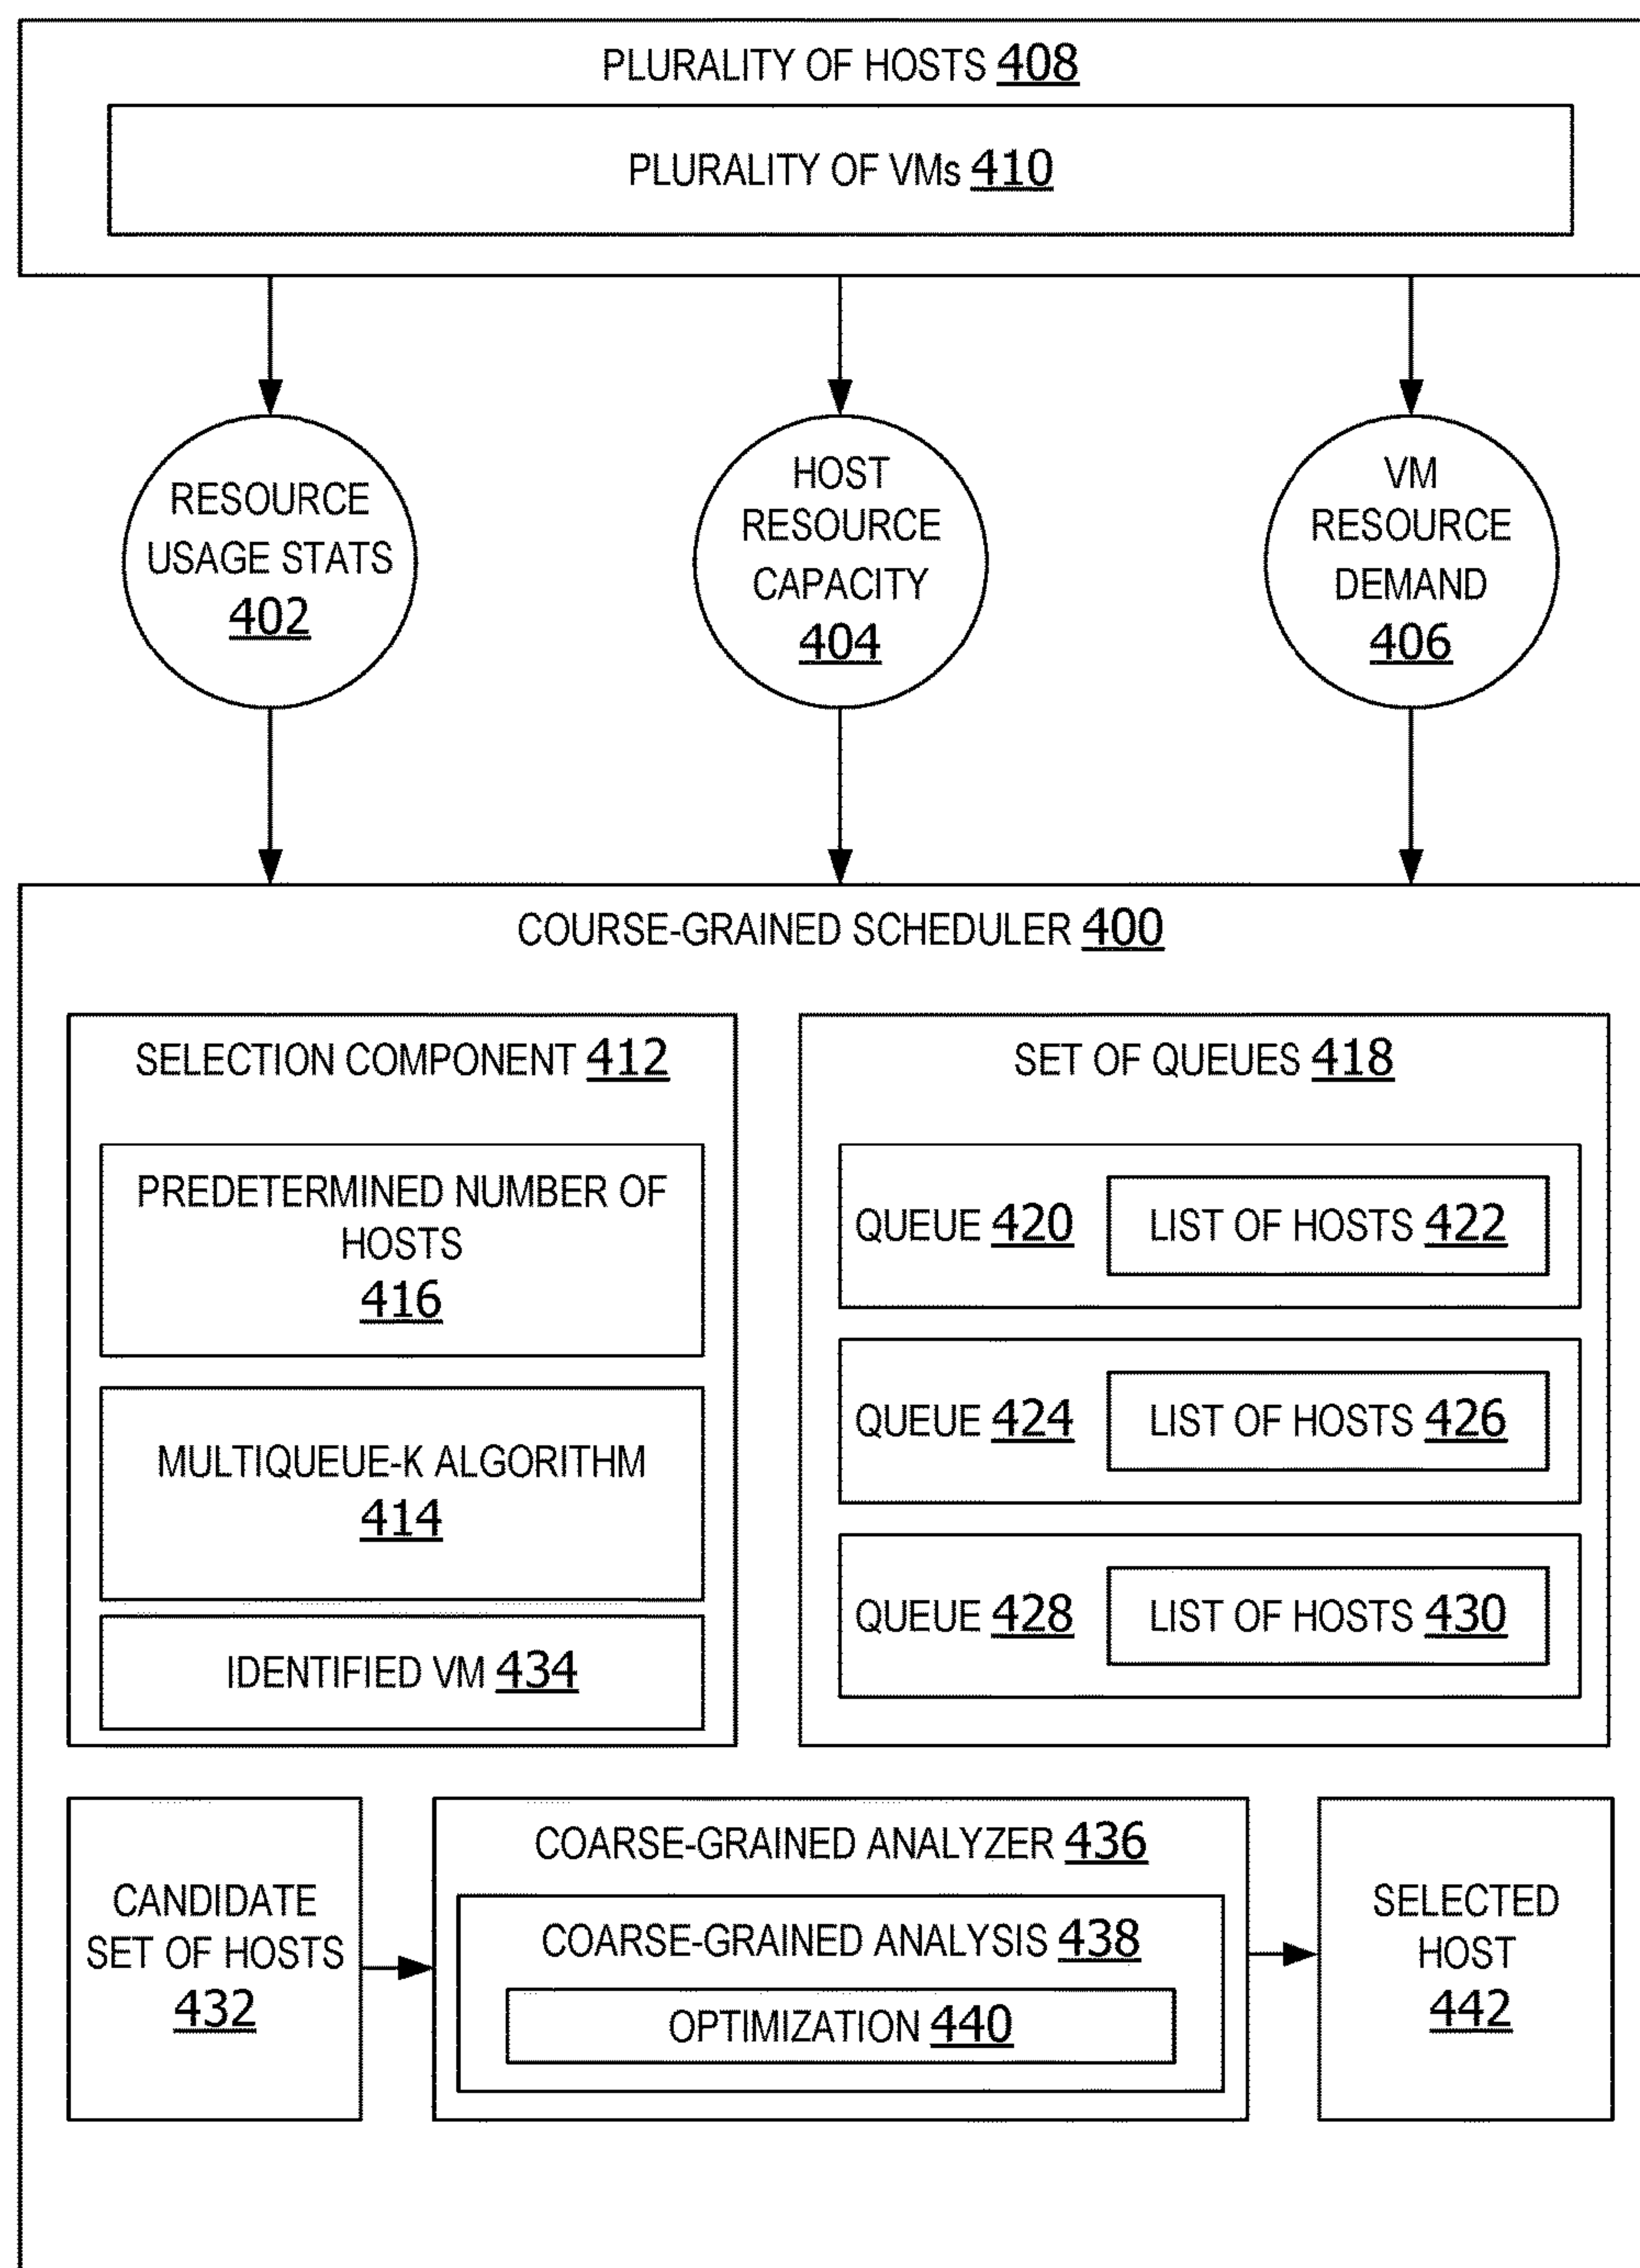 PLURALITY OF HOSTS 408
PLURALITY OF VMs 410
RESOURCE
USAGE STATS
402
HOST
RESOURCE
CAPACITY
404
VM
RESOURCE
DEMAND
406
COURSE-GRAINED SCHEDULER 400
SELECTION COMPONENT 412
PREDETERMINED NUMBER OF
HOSTS
416
MULTIQUEUE-K ALGORITHM
414
IDENTIFIED VM 434
SET OF QUEUES 418
QUEUE 420 LIST OF HOSTS 422
QUEUE 424 LIST OF HOSTS 426
QUEUE 428 LIST OF HOSTS 430
CANDIDATE
SET OF HOSTS
432
COARSE-GRAINED ANALYZER 436
COARSE-GRAINED ANALYSIS 438
OPTIMIZATION 440
SELECTED
HOST
442